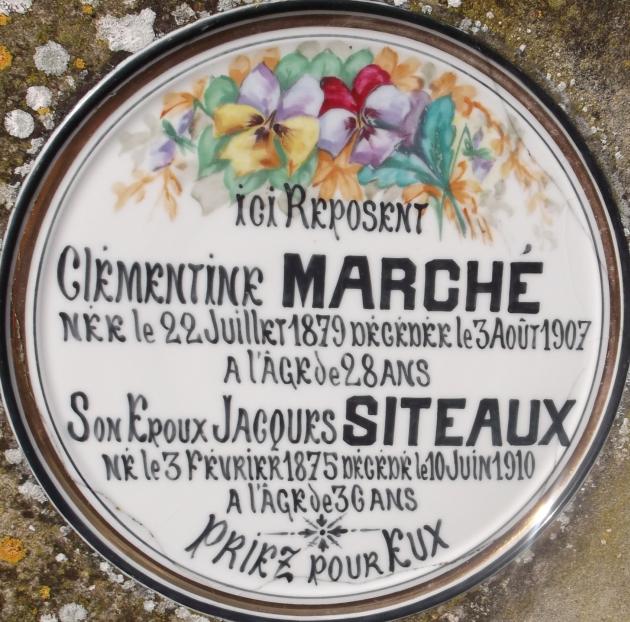 ICI REPOSENT
CLÉMENTINE MARCHÉ
NÉE le 22 Juillet 1879 DÉCÉDÉE le 3 Août 1907
A l'ÂGE de 28 ANS
SON EPOUX JACQUES SITEAUX
NÉ le 3 FÉVRIER 1875 DÉCÉDÉ le 10 JUIN 1910
A l'ÂGE de 36 ANS
PRIEZ POUR EUX